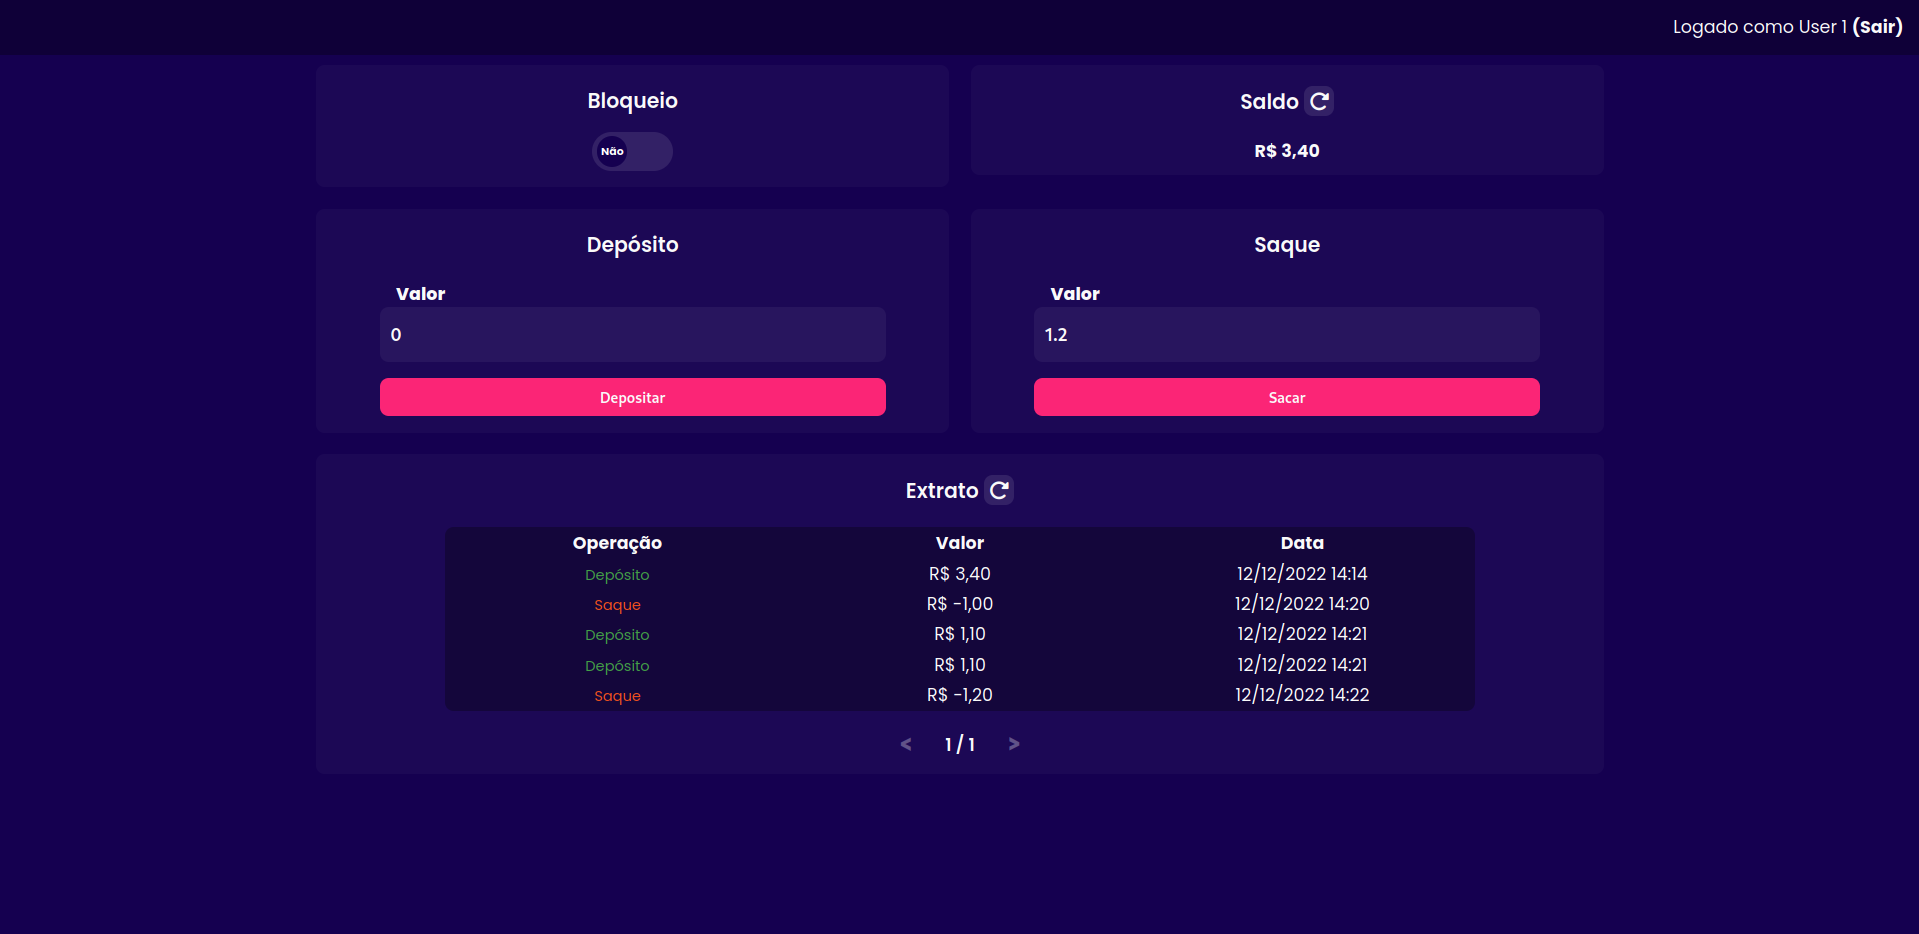 Logado como User 1 (Sair)
Bloqueio
Não
Saldo
R$ 3,40
Depósito
Valor
0
Depositar
Saque
Valor
1.2
Sacar
Extrato
Operação Valor Data
Depósito R$ 3,40 12/12/2022 14:14
Saque R$ -1,00 12/12/2022 14:20
Depósito R$ 1,10 12/12/2022 14:21
Depósito R$ 1,10 12/12/2022 14:21
Saque R$ -1,20 12/12/2022 14:22
< 1 / 1 >